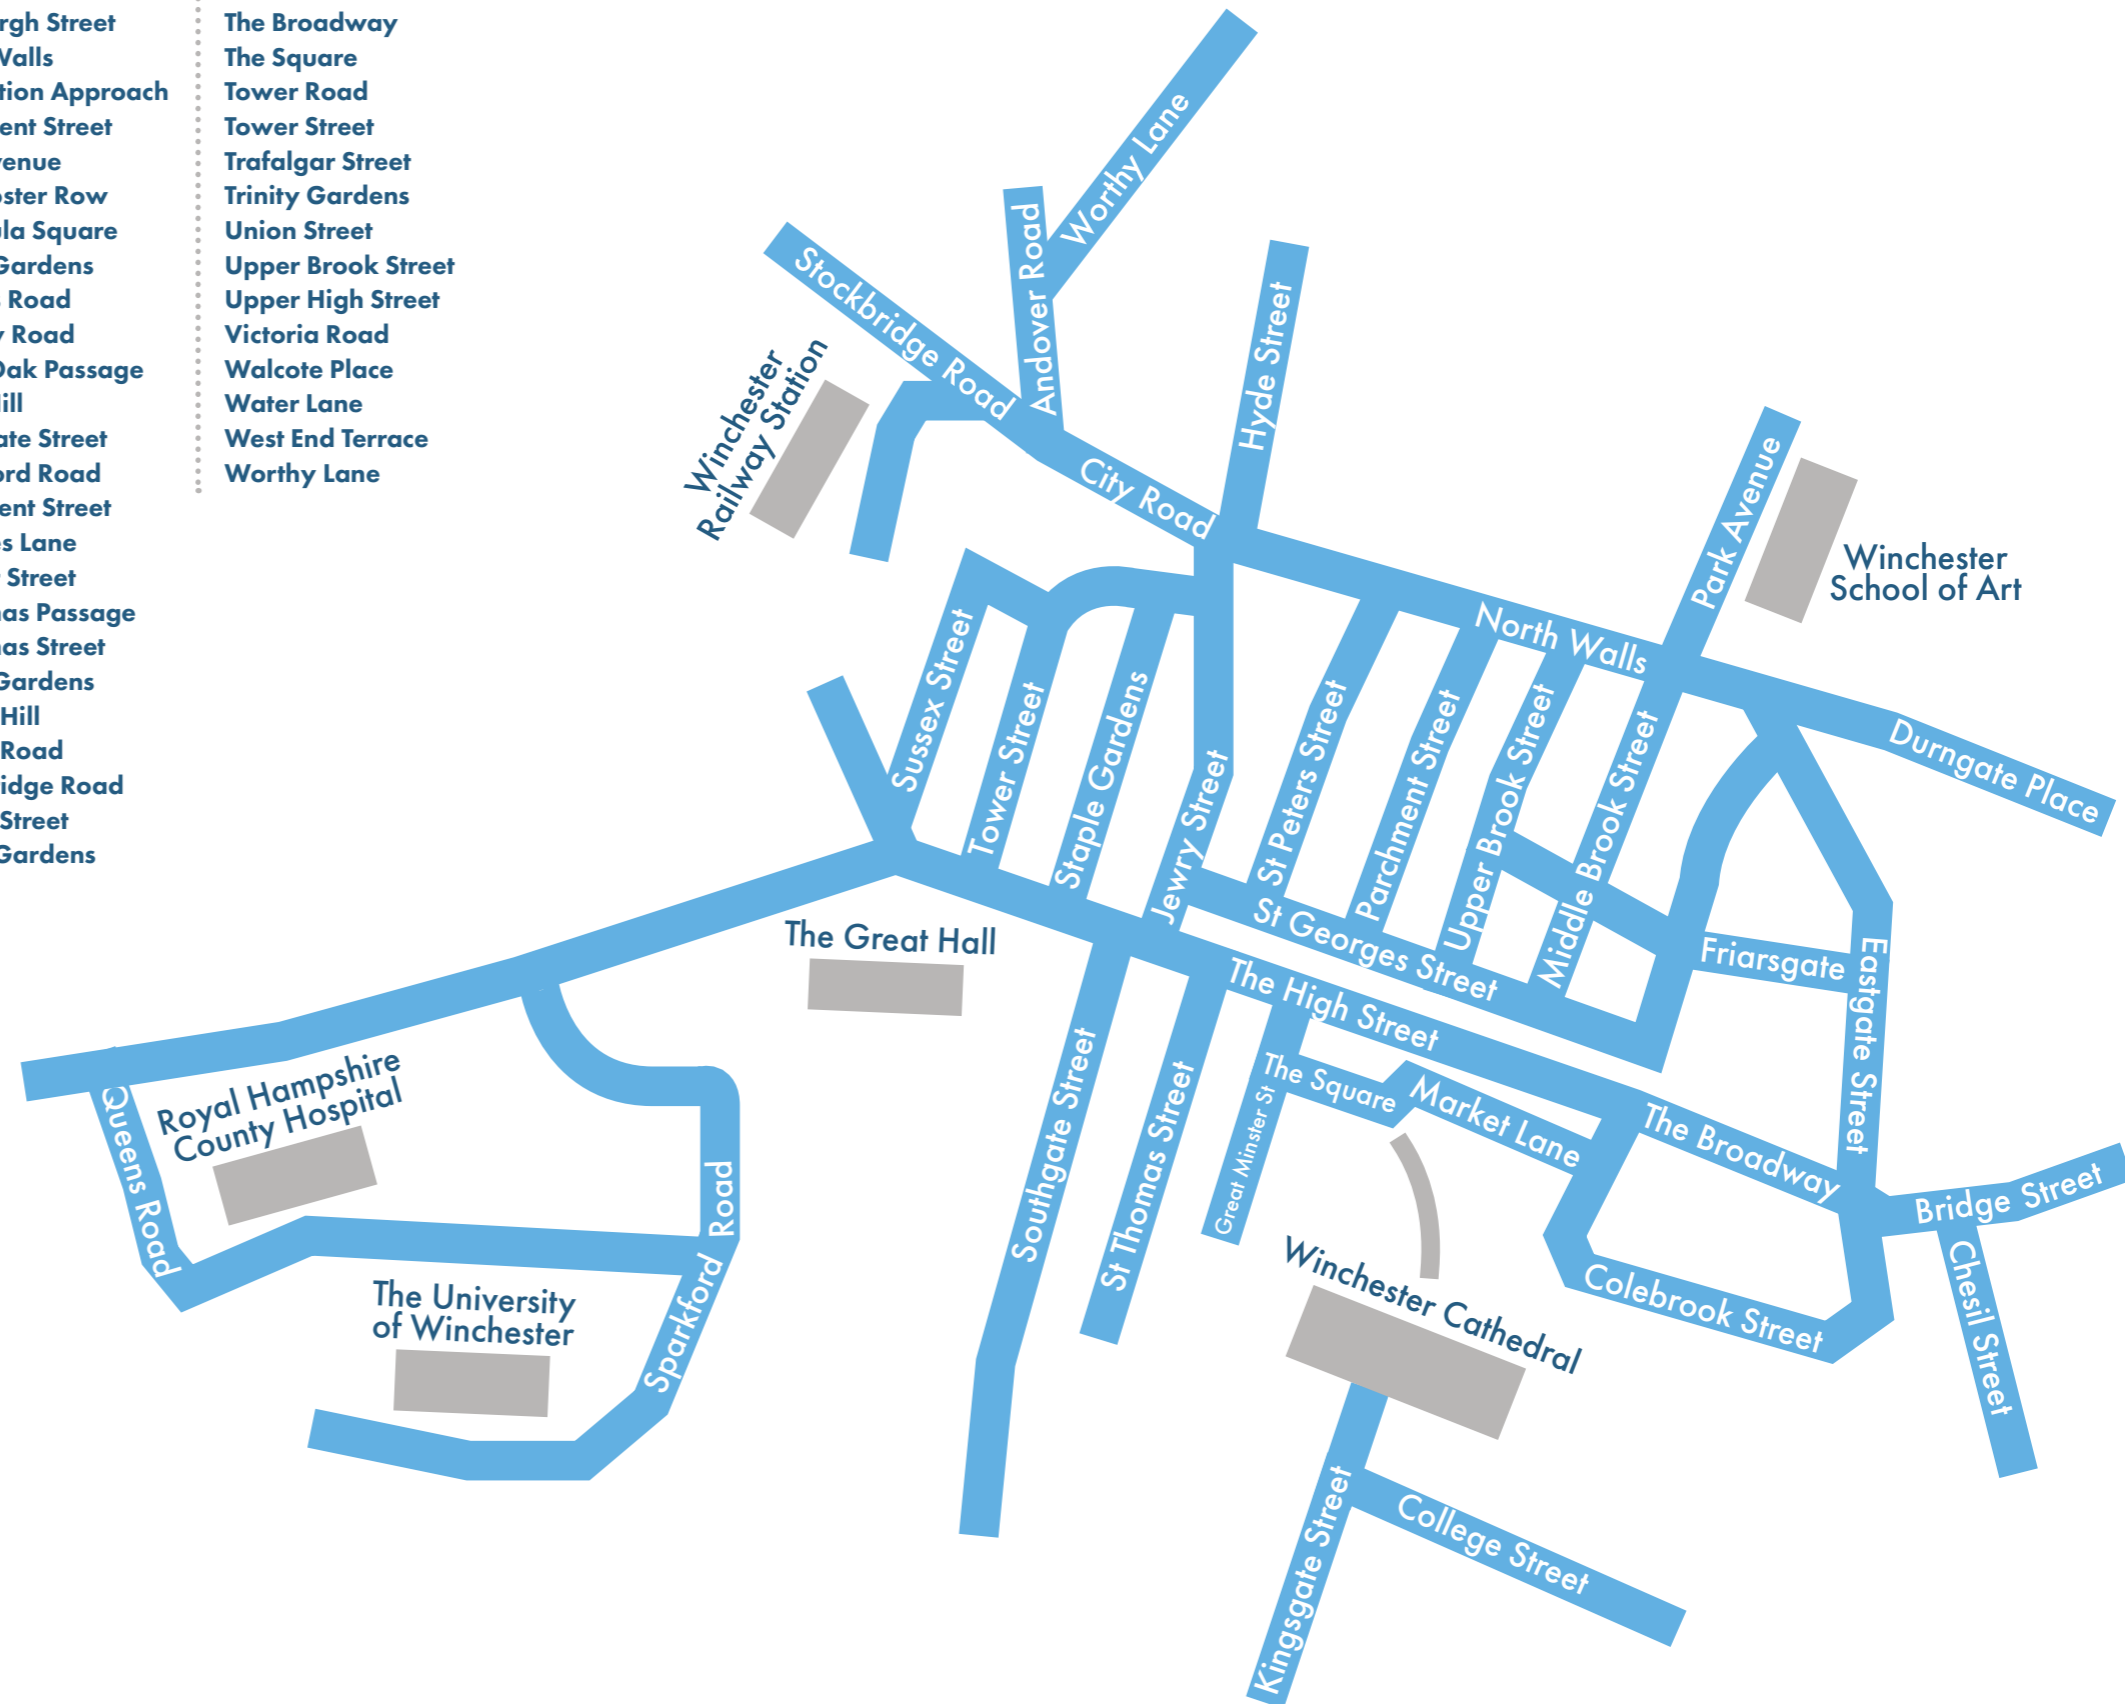 rgh Street
Walls
tion Approach
ent Street
venue
ster Row
la Square
Gardens
Road
Road
Oak Passage
ill
ate Street
ord Road
ent Street
es Lane
Street
as Passage
as Street
Gardens
Hill
Road
idge Road
Street
Gardens
The Broadway
The Square
Tower Road
Tower Street
Trafalgar Street
Trinity Gardens
Union Street
Upper Brook Street
Upper High Street
Victoria Road
Walcote Place
Water Lane
West End Terrace
Worthy Lane
Worthy Lane
Andover Road
Stockbridge Road
Winchester
Railway Station
Hyde Street
City Road
Park Avenue
Winchester
School of Art
North Walls
Durngate Place
Sussex Street
Tower Street
Staple Gardens
Jewry Street
St Peters Street
Parchment Street
Upper Brook Street
Middle Brook Street
St Georges Street
Friarsgate
Eastgate Street
The Great Hall
The High Street
The Square
Market Lane
The Broadway
Bridge Street
Chesil Street
Colebrook Street
Great Minster St
St Thomas Street
Southgate Street
Queens Road
Royal Hampshire
County Hospital
The University
of Winchester
Sparkford Road
Winchester Cathedral
Kingsgate Street
College Street